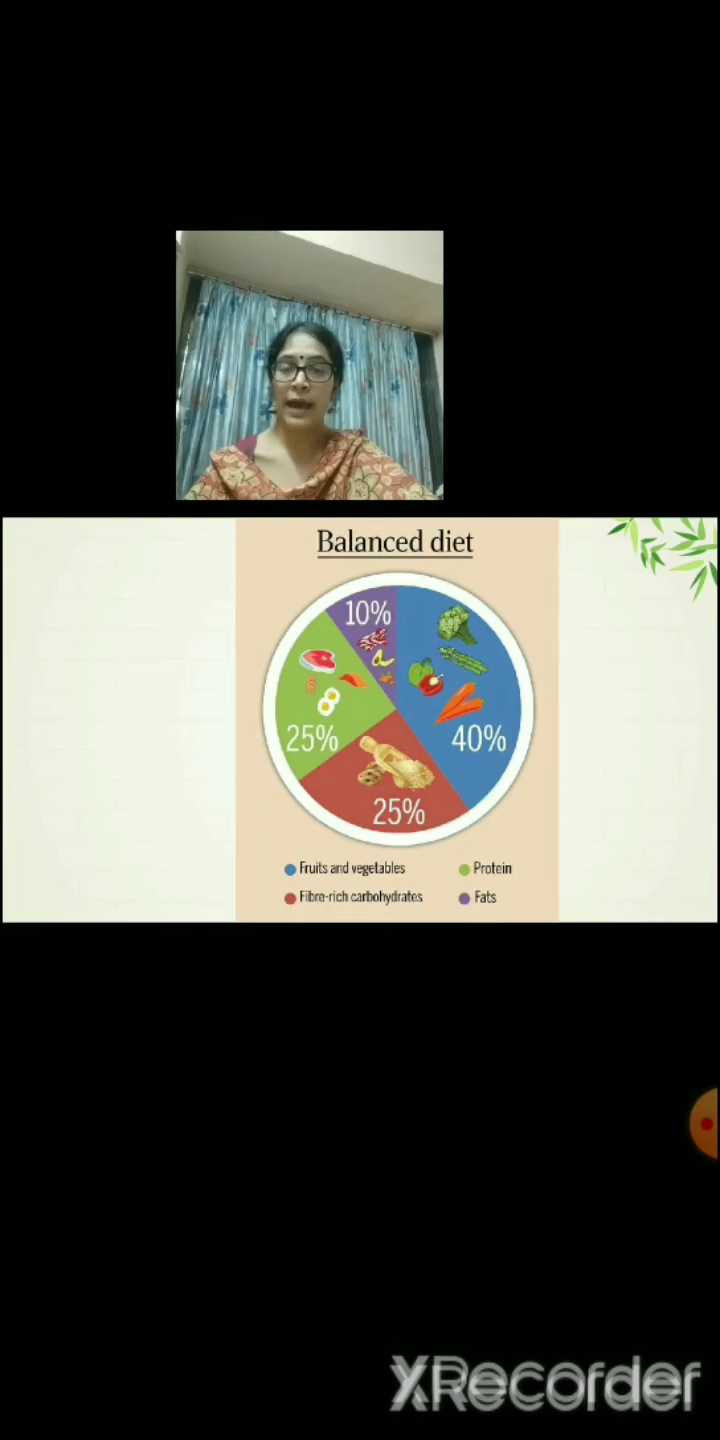 Balanced diet
10%
40%
25%
25%
Fruits and vegetables
Protein
Fibre-rich carbohydrates
Fats
XRecorder